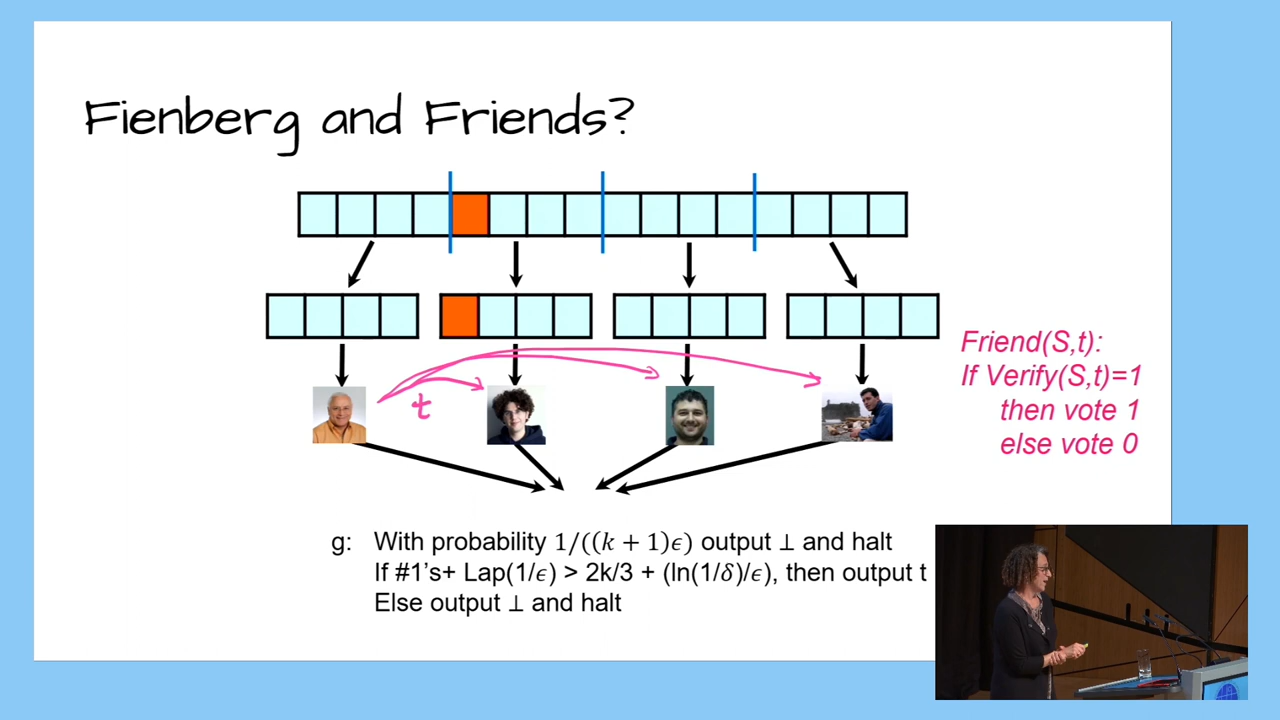 Fienberg and Friends?
t
Friend(S,t):
If Verify(S,t)=1
then vote 1
else vote 0
g: With probability 1/((k + 1)ϵ) output ⊥ and halt
If #1's+ Lap(1/ϵ) > 2k/3 + (ln(1/δ)/ϵ), then output t
Else output ⊥ and halt